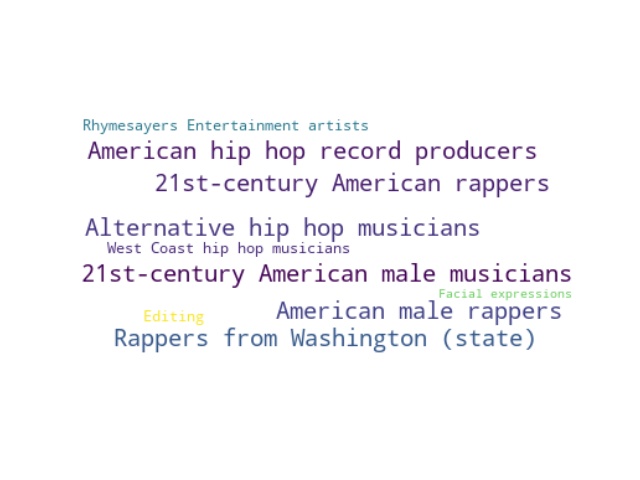 Rhymesayers Entertainment artists
American hip hop record producers
21st-century American rappers
Alternative hip hop musicians
West Coast hip hop musicians
21st-century American male musicians
Facial expressions
American male rappers
Editing
Rappers from Washington (state)